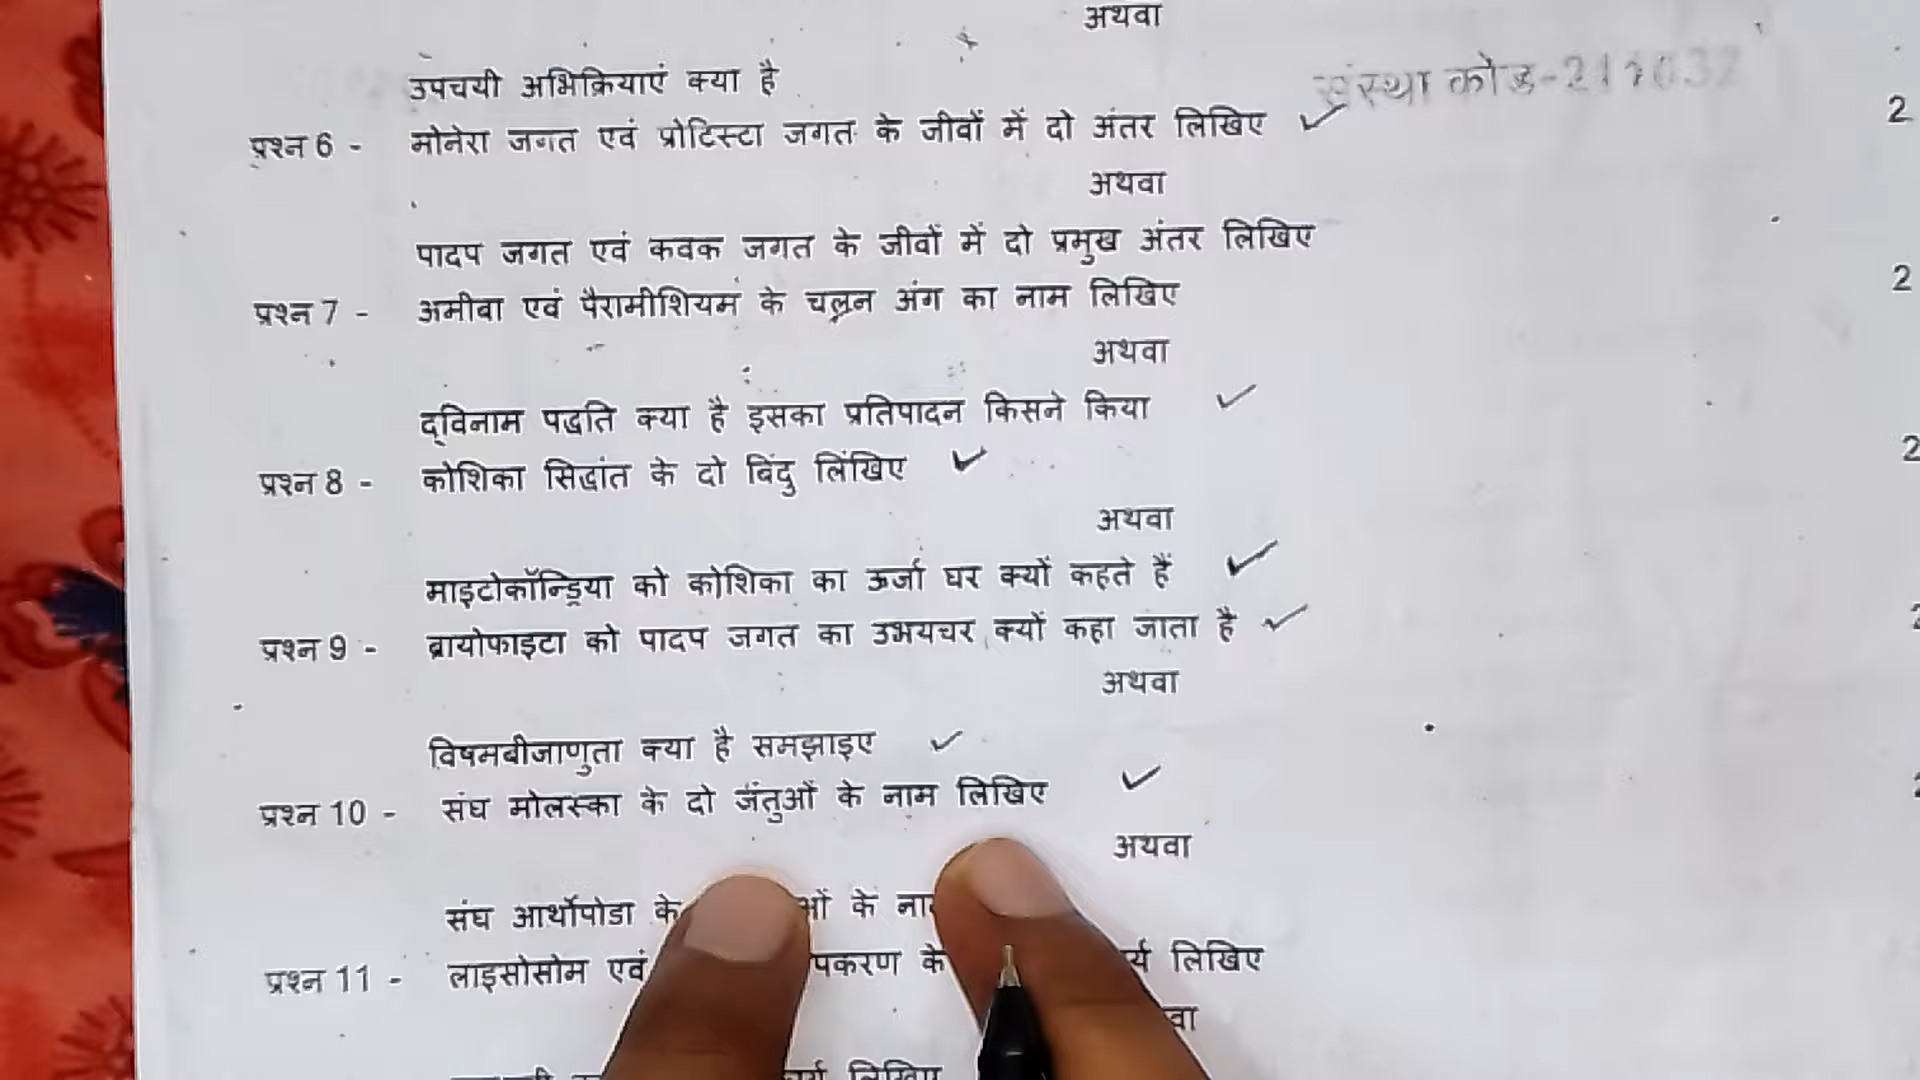 अथवा
उपचयी अभिक्रियाएं क्या है
संस्था कोड-211032
प्रश्न 6 - मोनेरा जगत एवं प्रोटिस्टा जगत के जीवों में दो अंतर लिखिए 2
अथवा
पादप जगत एवं कवक जगत के जीवों में दो प्रमुख अंतर लिखिए
प्रश्न 7 - अमीबा एवं पैरामीशियम के चलन अंग का नाम लिखिए 2
अथवा
द्विनाम पद्धति क्या है इसका प्रतिपादन किसने किया
प्रश्न 8 - कोशिका सिद्धांत के दो बिंदु लिखिए 2
अथवा
माइटोकॉन्ड्रिया को कोशिका का ऊर्जा घर क्यों कहते हैं
प्रश्न 9 - ब्रायोफाइटा को पादप जगत का उभयचर क्यों कहा जाता है
अथवा
विषमबीजाणुता क्या है समझाइए
प्रश्न 10 - संघ मोलस्का के दो जंतुओं के नाम लिखिए
अथवा
संघ आर्थोपोडा के
के
प्रश्न 11 - लाइसोसोम एवं
के लिखिए
लिखिए